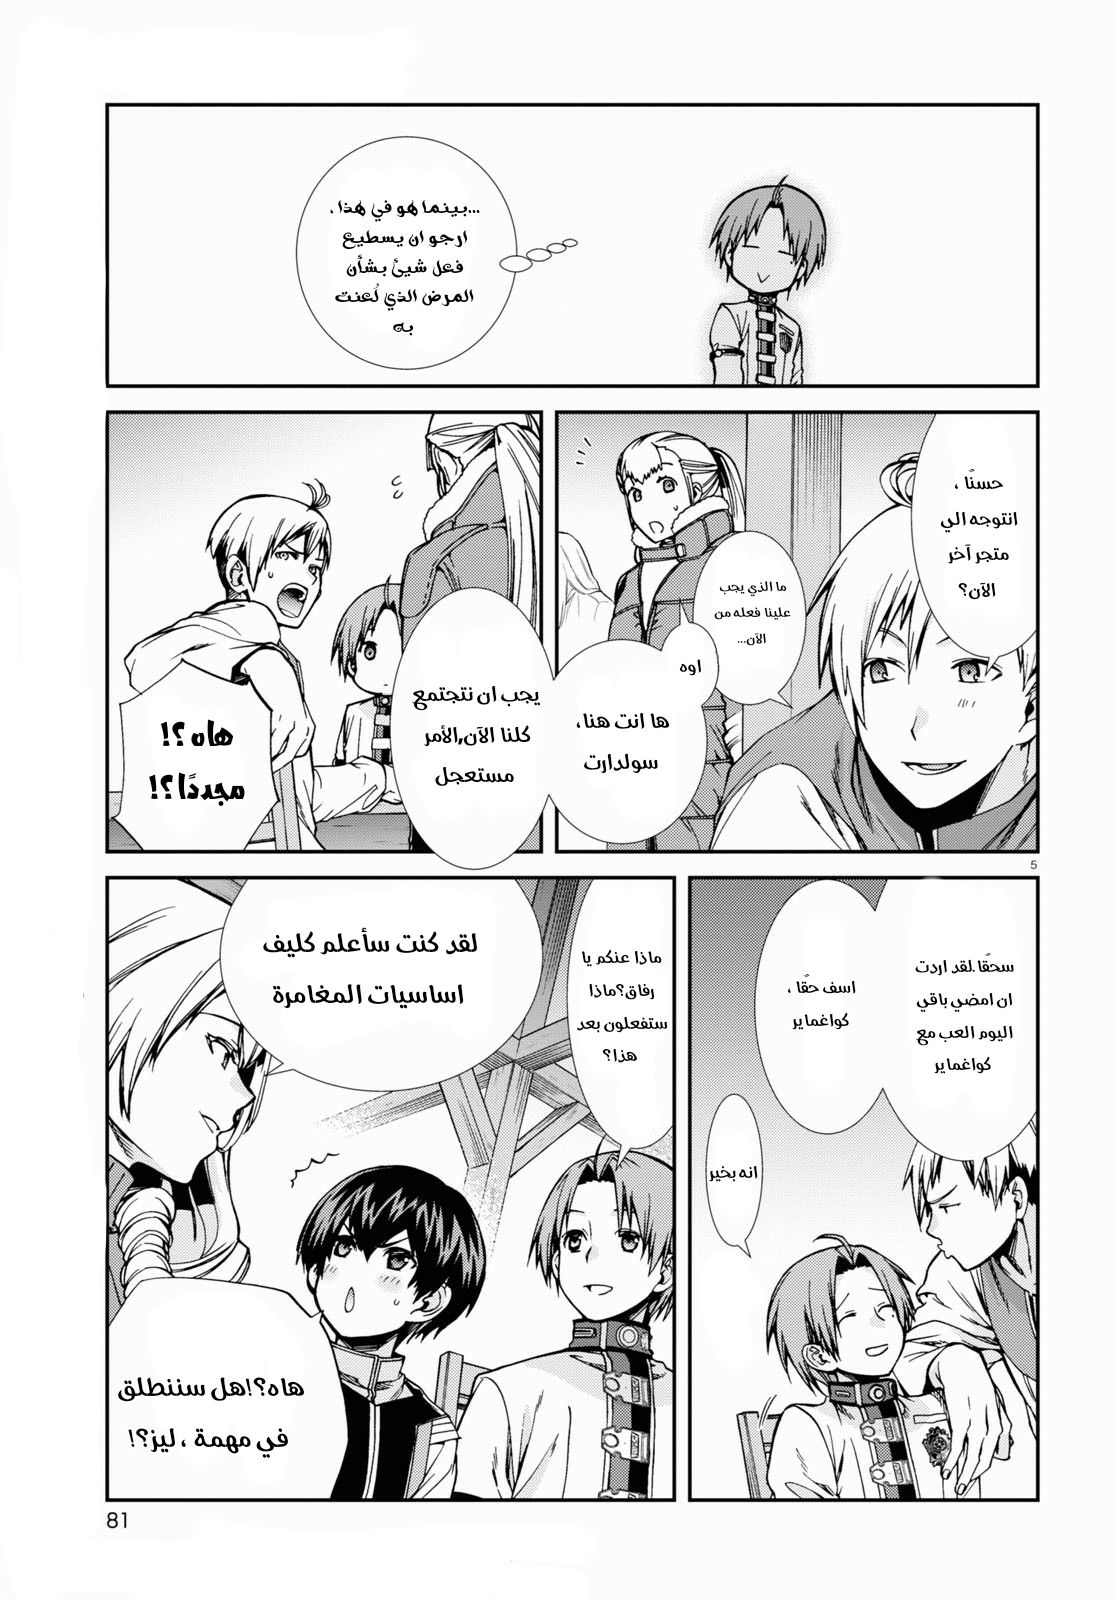 ...بينما هو في هذا ،
ارجو ان يسطيع
فعل شيئ بشأن
المرض الذي لُعنت
به
حسنًا ،
انتوجه الي
متجر آخر
الآن؟
ما الذي يجب
علينا فعله من
الآن...
اوه
ها انت هنا،
سولدارت
يجب ان نتجتمع
كلنا الآن,الأمر
مستعجل
هاه ؟!
مجددًا؟!
5
سحقًا .لقد اردت
ان امضي باقي
اليوم العب مع
كواغماير
اسف حقًا ،
كواغماير
انه بخير
ماذا عنكم يا
رفاق؟ماذا
ستفعلون بعد
هذا؟
لقد كنت سأعلم كليف
اساسيات المغامرة
هاه؟!هل سننطلق
في مهمة ، ليز؟!
81